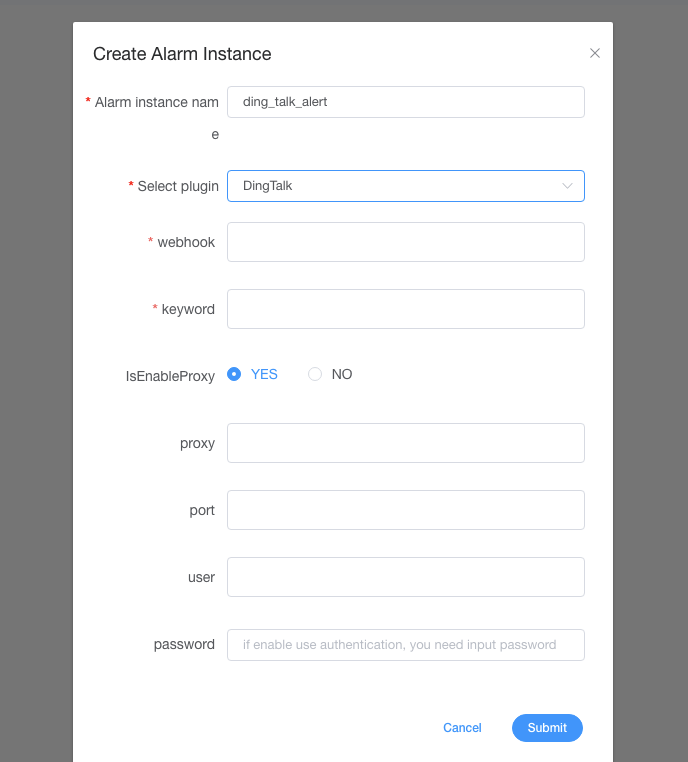 Create Alarm Instance
* Alarm instance nam
e
ding_talk_alert
* Select plugin
DingTalk
* webhook
* keyword
IsEnableProxy
YES
NO
proxy
port
user
password
if enable use authentication, you need input password
Cancel
Submit